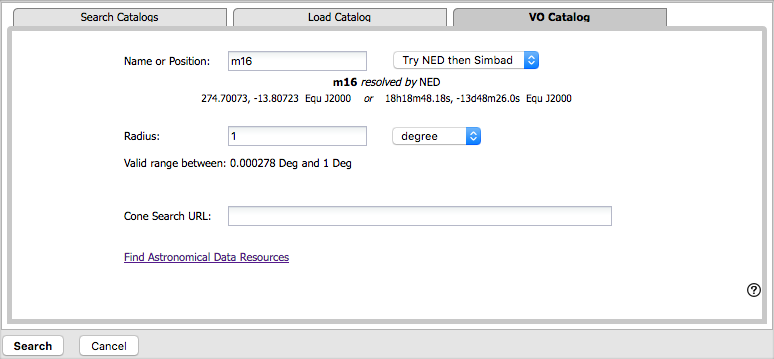 Search Catalogs Load Catalog VO Catalog
Name or Position: m16 Try NED then Simbad
m16 resolved by NED
274.70073, -13.80723 Equ J2000 or 18h18m48.18s, -13d48m26.0s Equ J2000
Radius: 1 degree
Valid range between: 0.000278 Deg and 1 Deg
Cone Search URL:
Find Astronomical Data Resources
?
Search Cancel